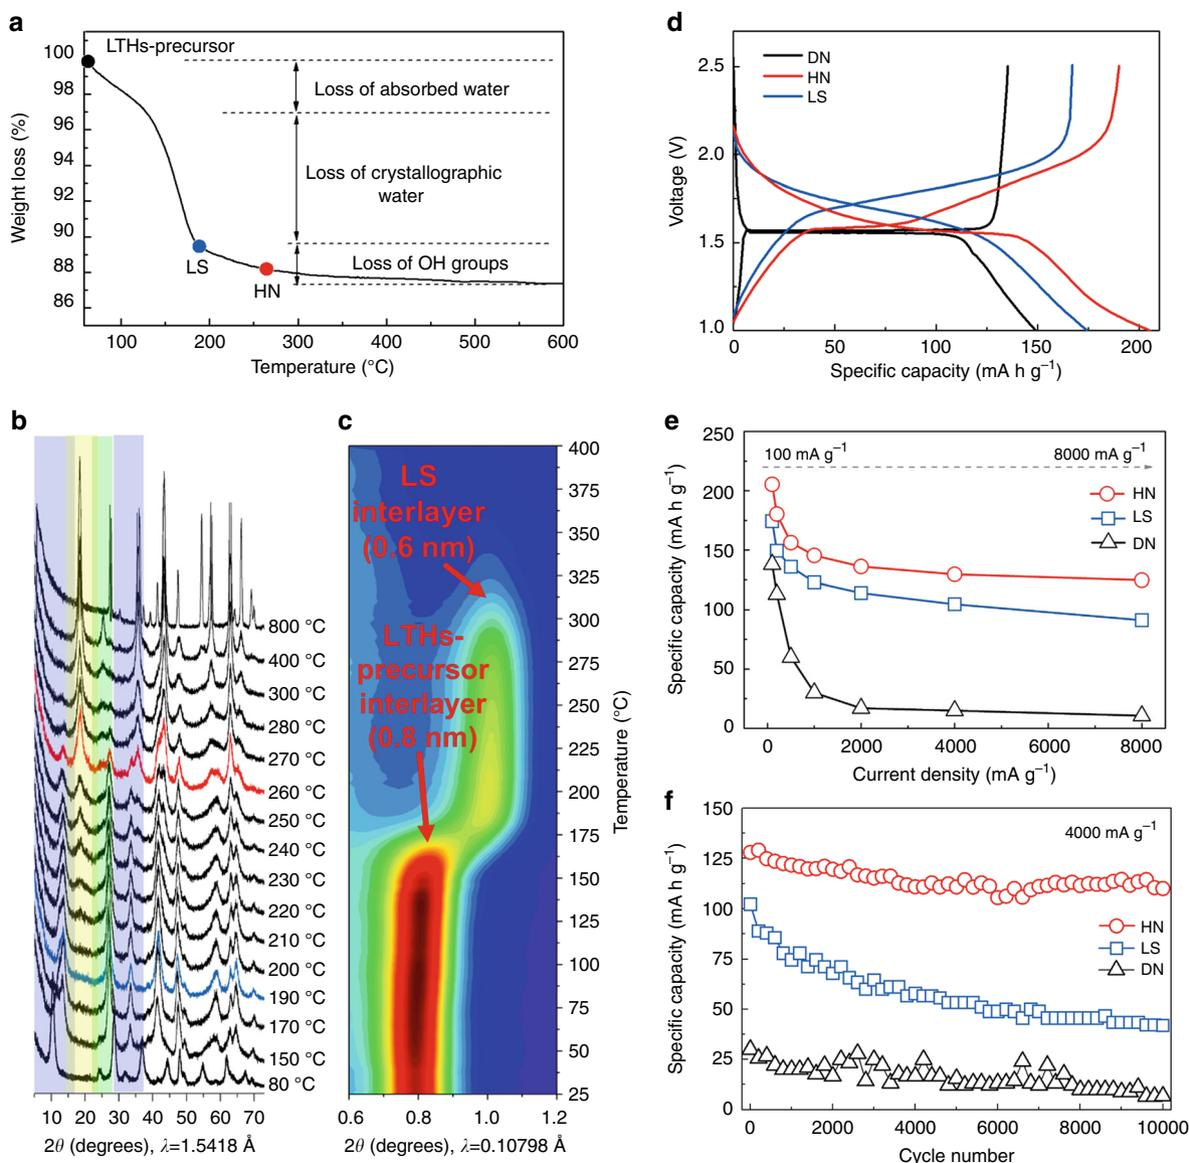 a
LTHs-precursor
100
98
96
94
92
90
88
86
Weight loss (%)
Loss of absorbed water
Loss of crystallographic
water
Loss of OH groups
LS
HN
100 200 300 400 500 600
Temperature (°C)
d
DN
HN
LS
2.5
2.0
1.5
1.0
Voltage (V)
0 50 100 150 200
Specific capacity (mA h g–1)
b
800 °C
400 °C
300 °C
280 °C
270 °C
260 °C
250 °C
240 °C
230 °C
220 °C
210 °C
200 °C
190 °C
170 °C
150 °C
80 °C
10 20 30 40 50 60 70
2θ (degrees), λ=1.5418 Å
c
LS
interlayer
(0.6 nm)
LTHs-
precursor
interlayer
(0.8 nm)
400
375
350
325
300
275
250
225
200
175
150
125
100
75
50
25
Temperature (°C)
0.6 0.8 1.0 1.2
2θ (degrees), λ=0.10798 Å
e
100 mA g–1 8000 mA g–1
HN
LS
DN
250
200
150
100
50
0
Specific capacity (mA h g–1)
0 2000 4000 6000 8000
Current density (mA g–1)
f
4000 mA g–1
HN
LS
DN
150
125
100
75
50
25
0
Specific capacity (mA h g–1)
0 2000 4000 6000 8000 10000
Cycle number